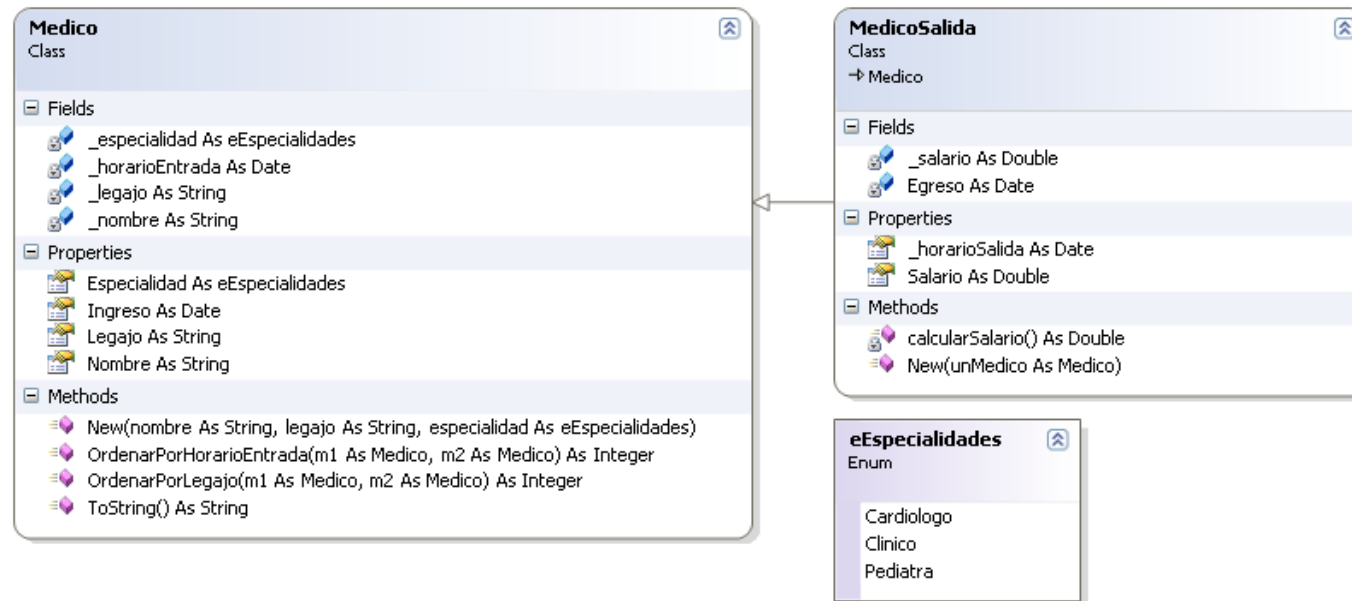 Medico
Class
Fields
_especialidad As eEspecialidades
_horarioEntrada As Date
_legajo As String
_nombre As String
Properties
Especialidad As eEspecialidades
Ingreso As Date
Legajo As String
Nombre As String
Methods
New(nombre As String, legajo As String, especialidad As eEspecialidades)
OrdenarPorHorarioEntrada(m1 As Medico, m2 As Medico) As Integer
OrdenarPorLegajo(m1 As Medico, m2 As Medico) As Integer
ToString() As String
MedicoSalida
Class
Medico
Fields
_salario As Double
Egreso As Date
Properties
_horarioSalida As Date
Salario As Double
Methods
calcularSalario() As Double
New(unMedico As Medico)
eEspecialidades
Enum
Cardiologo
Clinico
Pediatra